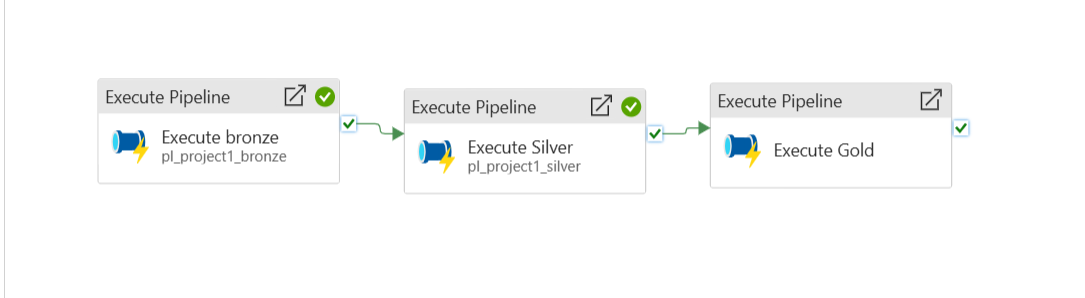 Execute Pipeline
Execute bronze
pl_project1_bronze
Execute Pipeline
Execute Silver
pl_project1_silver
Execute Pipeline
Execute Gold